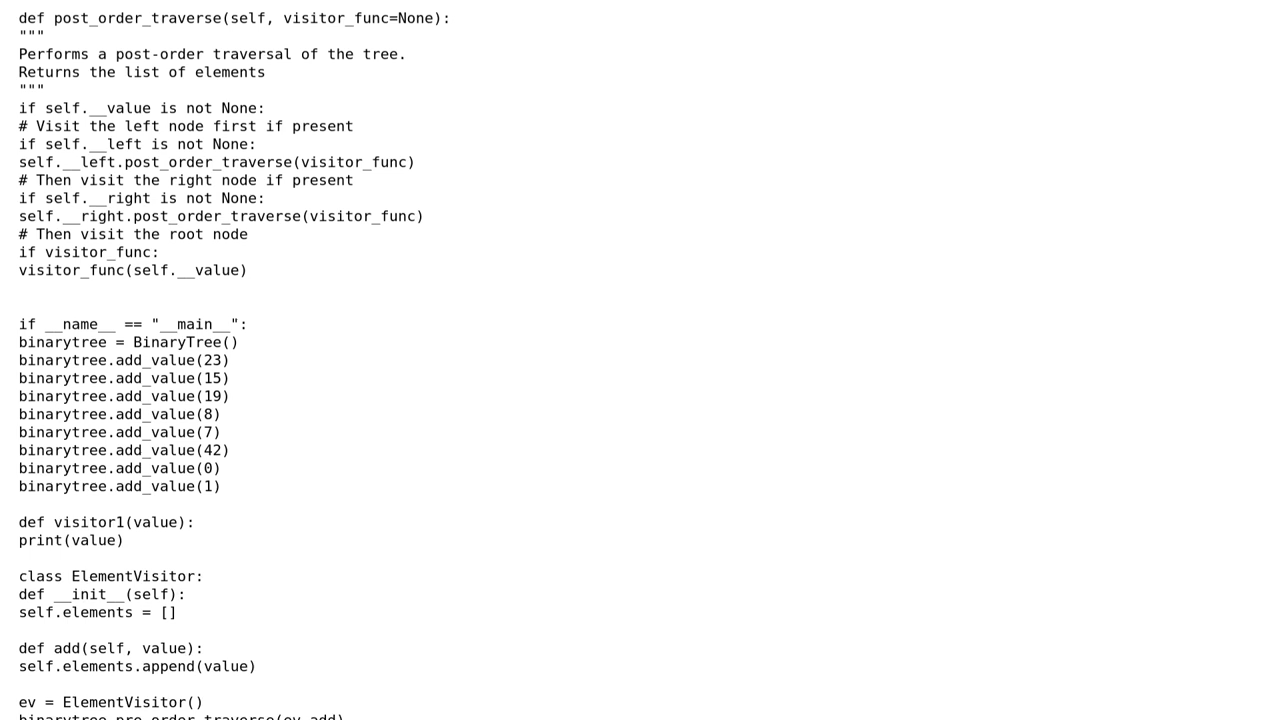 def post_order_traverse(self, visitor_func=None):
"""
Performs a post-order traversal of the tree.
Returns the list of elements
"""
if self.__value is not None:
# Visit the left node first if present
if self.__left is not None:
self.__left.post_order_traverse(visitor_func)
# Then visit the right node if present
if self.__right is not None:
self.__right.post_order_traverse(visitor_func)
# Then visit the root node
if visitor_func:
visitor_func(self.__value)
if __name__ == "__main__":
binarytree = BinaryTree()
binarytree.add_value(23)
binarytree.add_value(15)
binarytree.add_value(19)
binarytree.add_value(8)
binarytree.add_value(7)
binarytree.add_value(42)
binarytree.add_value(0)
binarytree.add_value(1)
def visitor1(value):
print(value)
class ElementVisitor:
def __init__(self):
self.elements = []
def add(self, value):
self.elements.append(value)
ev = ElementVisitor()
binarytree.pre_order_traverse(ev.add)